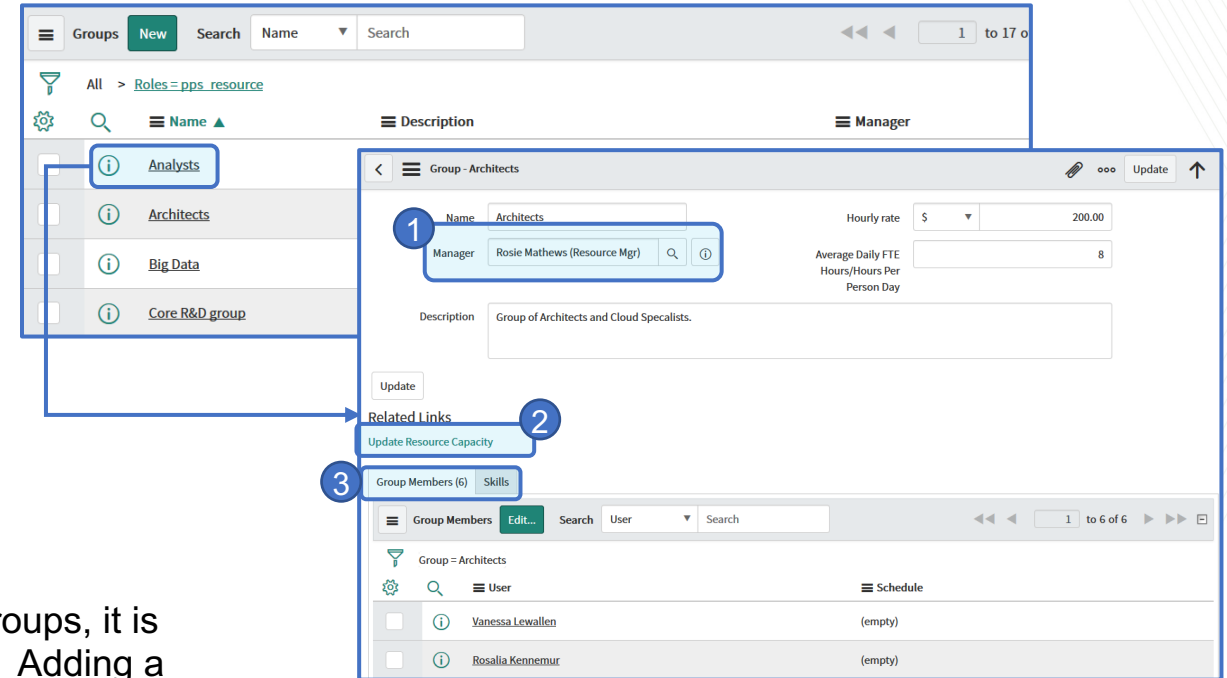 Groups New Search Name Search 1 to 17 o
All > Roles = pps_resource
Name Description Manager
Analysts
Architects
Big Data
Core R&D group
Group - Architects Update
Name Architects Hourly rate $ 200.00
1
Manager Rosie Mathews (Resource Mgr) Average Daily FTE Hours/Hours Per Person Day 8
Description Group of Architects and Cloud Specalists.
Update
Related Links
2
Update Resource Capacity
3
Group Members (6) Skills
Group Members Edit... Search User Search 1 to 6 of 6
Group = Architects
User Schedule
Vanessa Lewallen (empty)
Rosalia Kennemur (empty)
roups, it is
Adding a